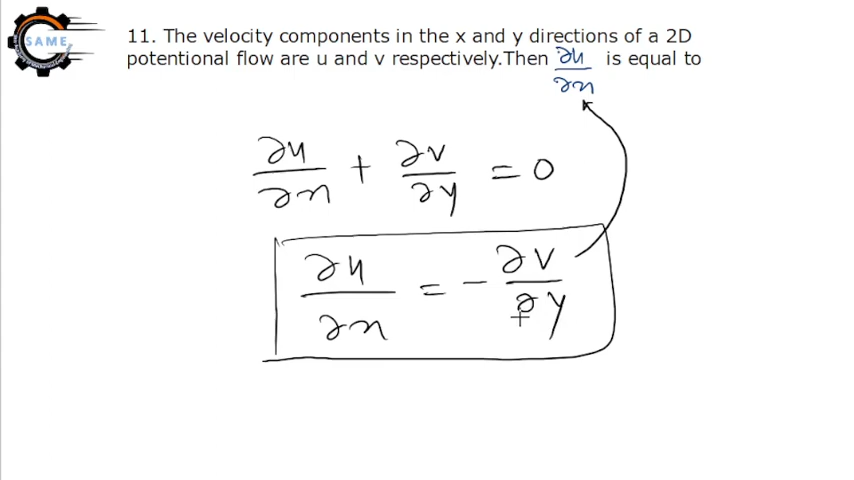 SAME
11. The velocity components in the x and y directions of a 2D
potentional flow are u and v respectively.Then ∂u/∂x is equal to
∂u/∂x + ∂v/∂y = 0
∂u/∂x = - ∂v/∂y